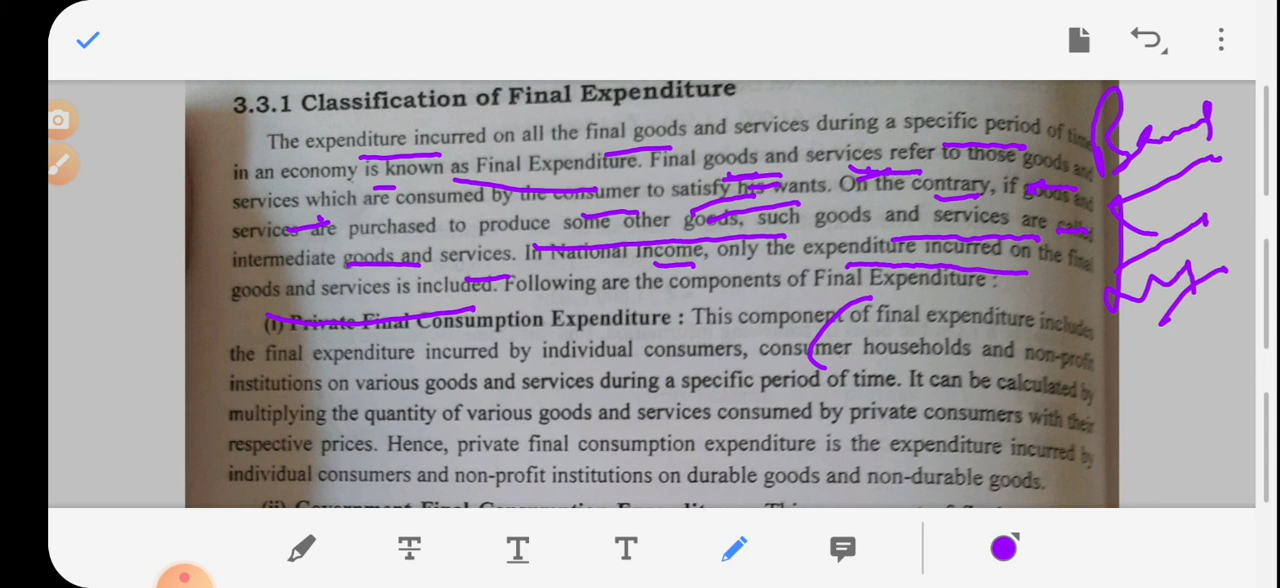 3.3.1 Classification of Final Expenditure
The expenditure incurred on all the final goods and services during a specific period of time
in an economy is known as Final Expenditure. Final goods and services refer to those goods and
services which are consumed by the consumer to satisfy his wants. On the contrary, if goods and
services are purchased to produce some other goods, such goods and services are called
intermediate goods and services. In National Income, only the expenditure incurred on the final
goods and services is included. Following are the components of Final Expenditure :
(i) Private Final Consumption Expenditure : This component of final expenditure includes
the final expenditure incurred by individual consumers, consumer households and non-profit
institutions on various goods and services during a specific period of time. It can be calculated by
multiplying the quantity of various goods and services consumed by private consumers with their
respective prices. Hence, private final consumption expenditure is the expenditure incurred by
individual consumers and non-profit institutions on durable goods and non-durable goods.